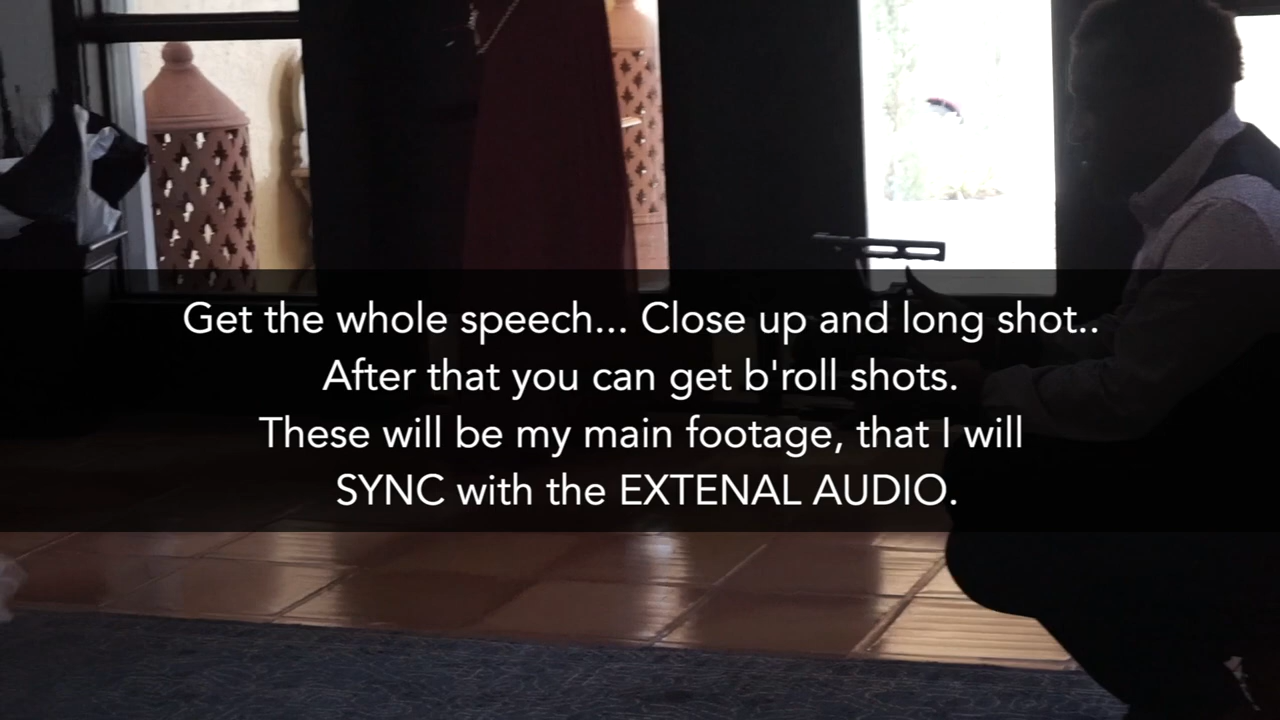 Get the whole speech... Close up and long shot..
After that you can get b'roll shots.
These will be my main footage, that I will
SYNC with the EXTENAL AUDIO.